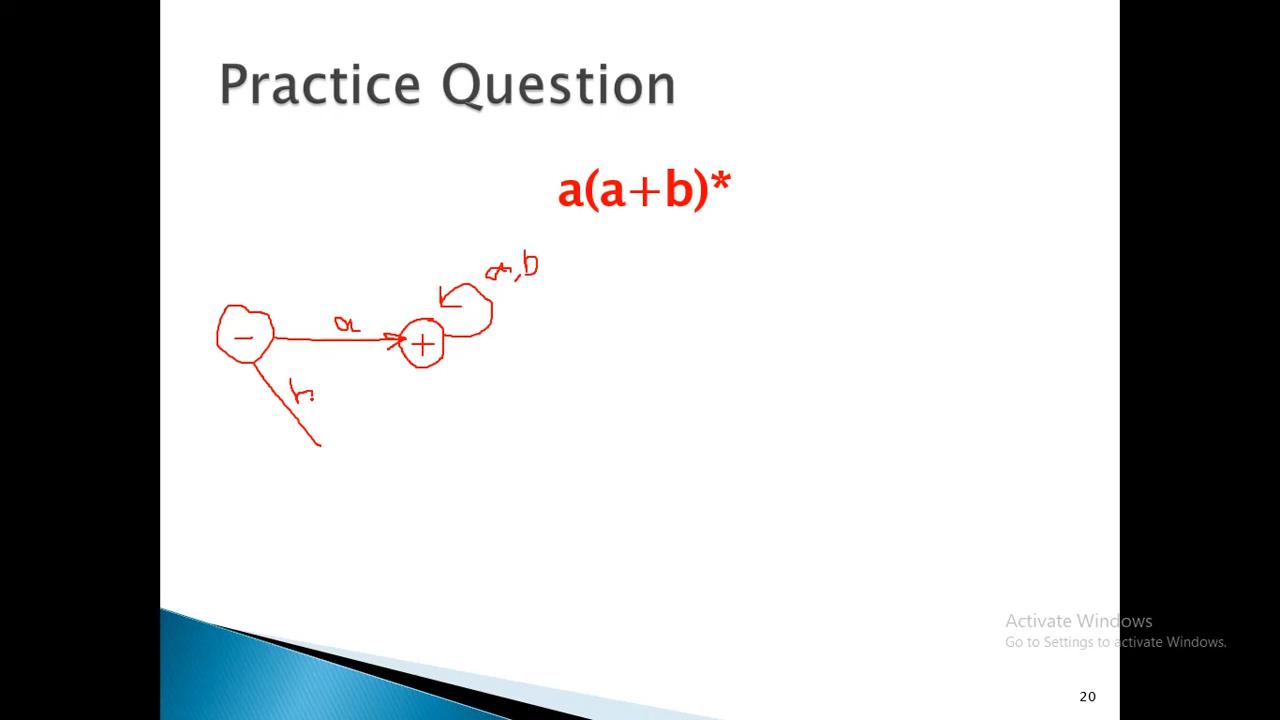 Practice Question
a(a+b)*
a,b
a
-
+
b
Activate Windows
Go to Settings to activate Windows.
20